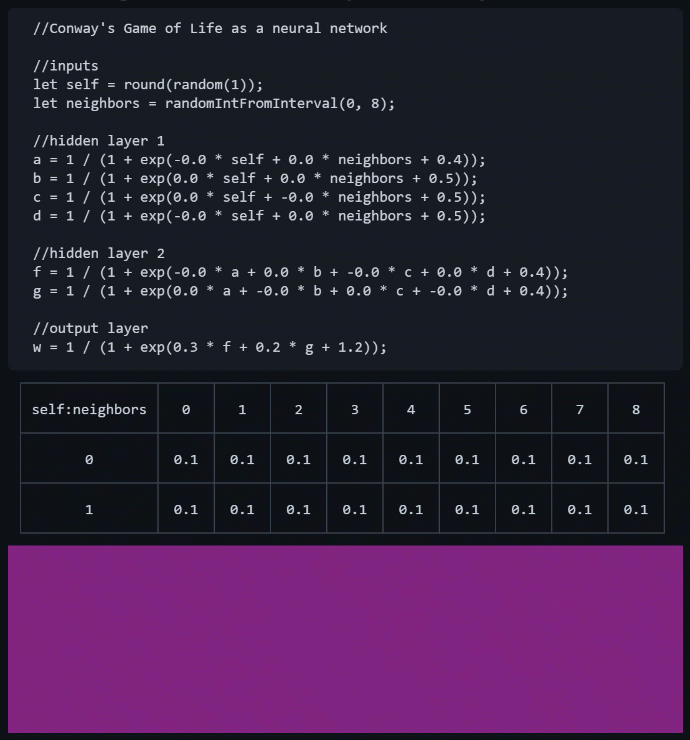 //Conway's Game of Life as a neural network
//inputs
let self = round(random(1));
let neighbors = randomIntFromInterval(0, 8);
//hidden layer 1
a = 1 / (1 + exp(-0.0 * self + 0.0 * neighbors + 0.4));
b = 1 / (1 + exp(0.0 * self + 0.0 * neighbors + 0.5));
c = 1 / (1 + exp(0.0 * self + -0.0 * neighbors + 0.5));
d = 1 / (1 + exp(-0.0 * self + 0.0 * neighbors + 0.5));
//hidden layer 2
f = 1 / (1 + exp(-0.0 * a + 0.0 * b + -0.0 * c + 0.0 * d + 0.4));
g = 1 / (1 + exp(0.0 * a + -0.0 * b + 0.0 * c + -0.0 * d + 0.4));
//output layer
w = 1 / (1 + exp(0.3 * f + 0.2 * g + 1.2));
self:neighbors 0 1 2 3 4 5 6 7 8
0 0.1 0.1 0.1 0.1 0.1 0.1 0.1 0.1 0.1
1 0.1 0.1 0.1 0.1 0.1 0.1 0.1 0.1 0.1